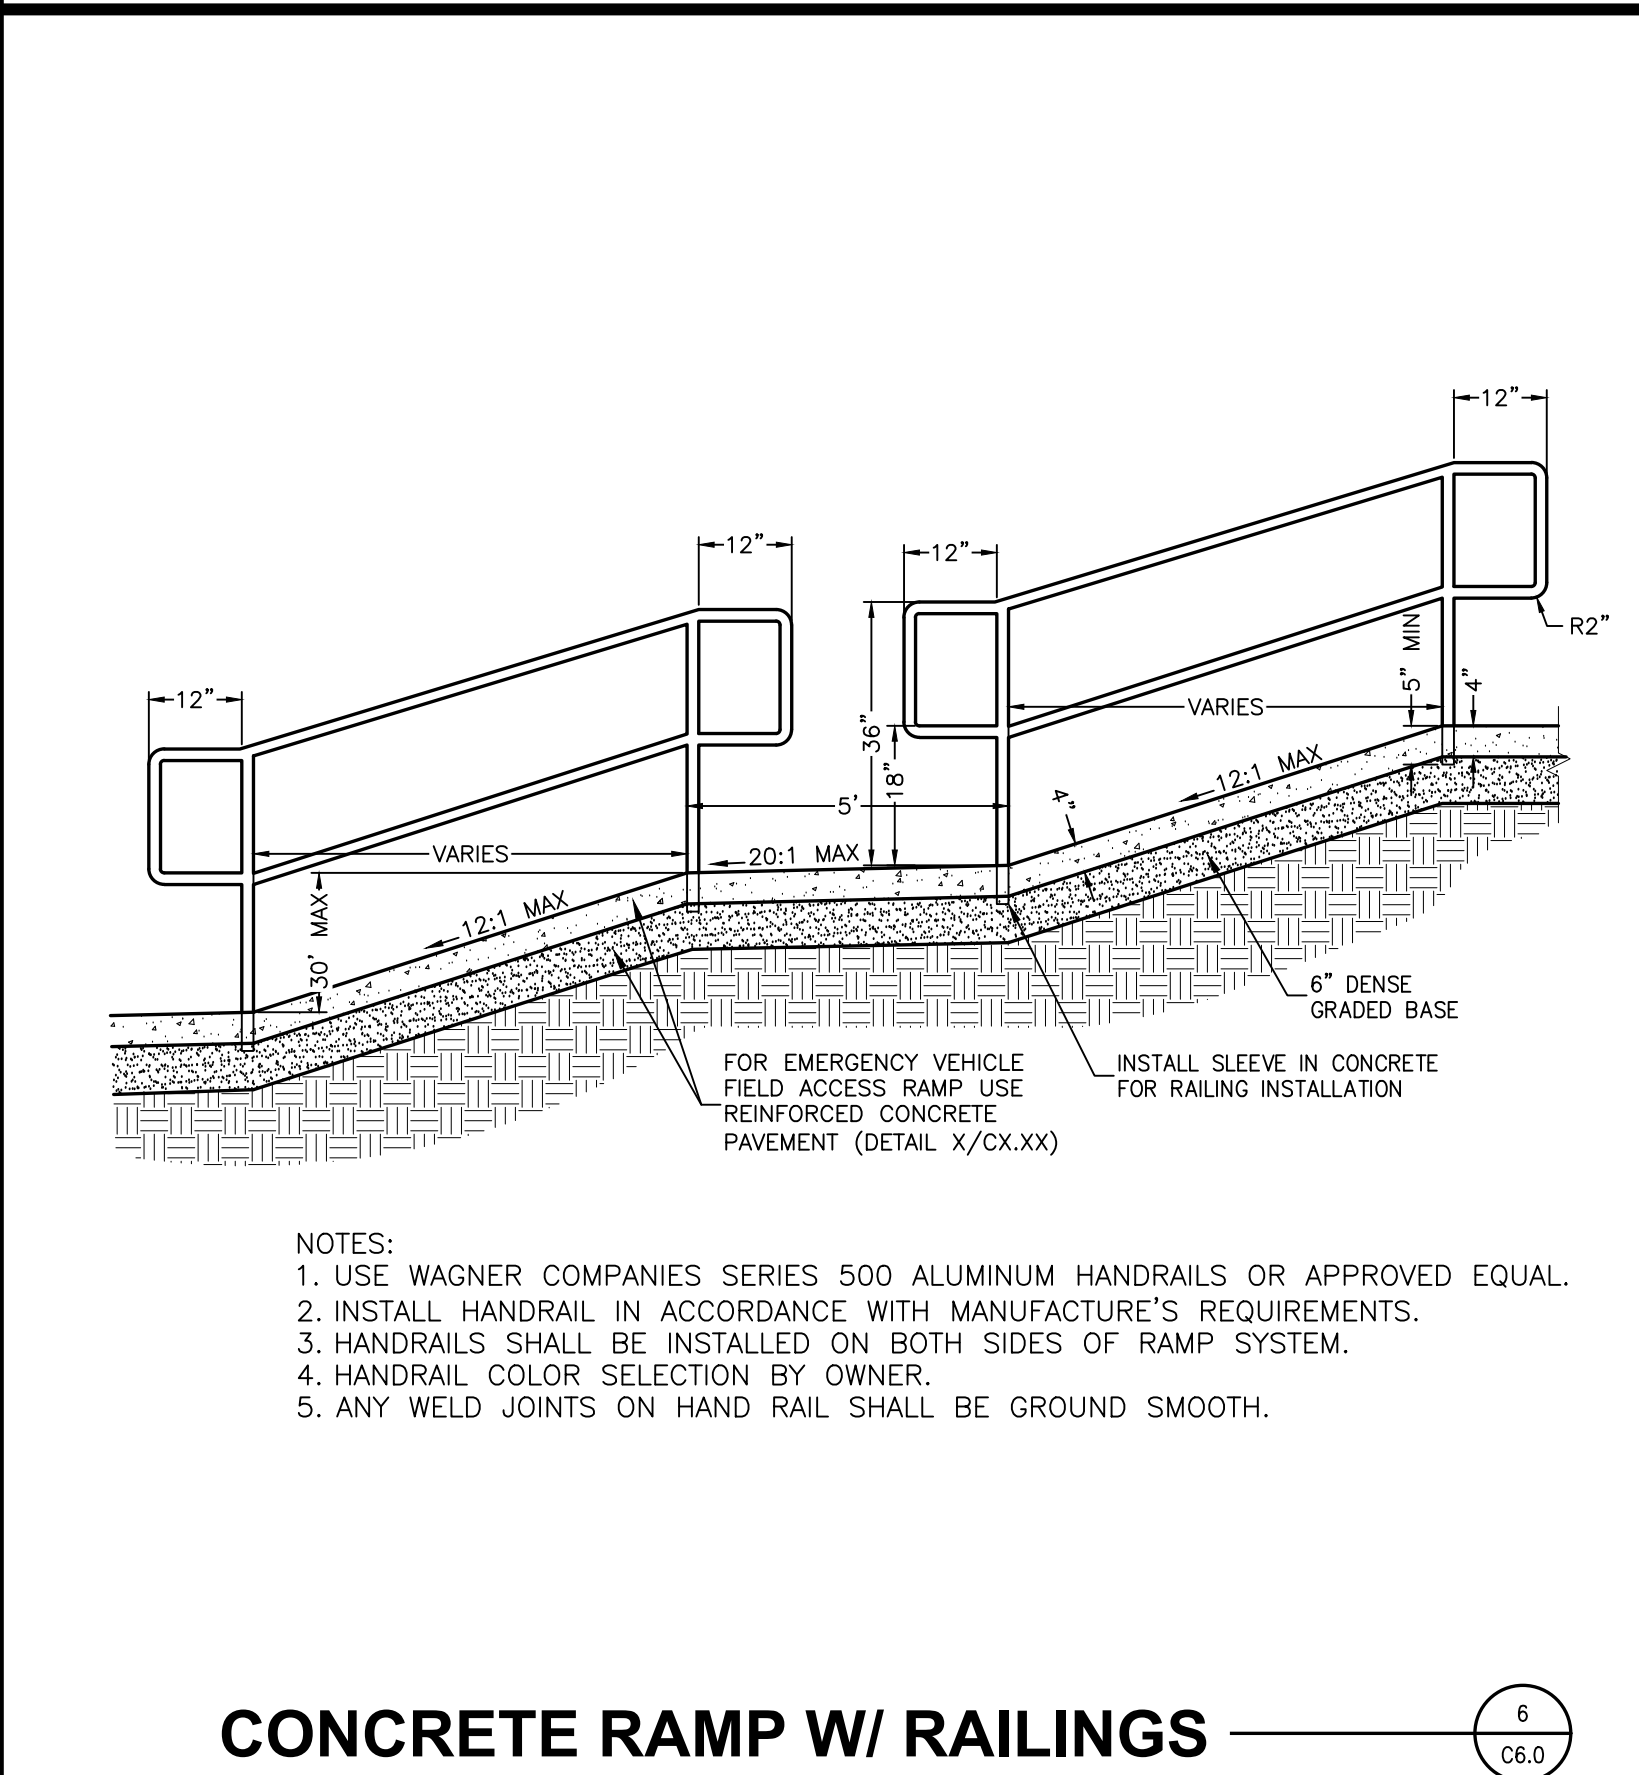 12"
12"
12"
12"
R2"
5" MIN
4"
VARIES
36"
18"
12:1 MAX
5'
4"
VARIES
20:1 MAX
12:1 MAX
30' MAX
6" DENSE
GRADED BASE
FOR EMERGENCY VEHICLE
FIELD ACCESS RAMP USE
REINFORCED CONCRETE
PAVEMENT (DETAIL X/CX.XX)
INSTALL SLEEVE IN CONCRETE
FOR RAILING INSTALLATION
NOTES:
1. USE WAGNER COMPANIES SERIES 500 ALUMINUM HANDRAILS OR APPROVED EQUAL.
2. INSTALL HANDRAIL IN ACCORDANCE WITH MANUFACTURE'S REQUIREMENTS.
3. HANDRAILS SHALL BE INSTALLED ON BOTH SIDES OF RAMP SYSTEM.
4. HANDRAIL COLOR SELECTION BY OWNER.
5. ANY WELD JOINTS ON HAND RAIL SHALL BE GROUND SMOOTH.
CONCRETE RAMP W/ RAILINGS
6
C6.0